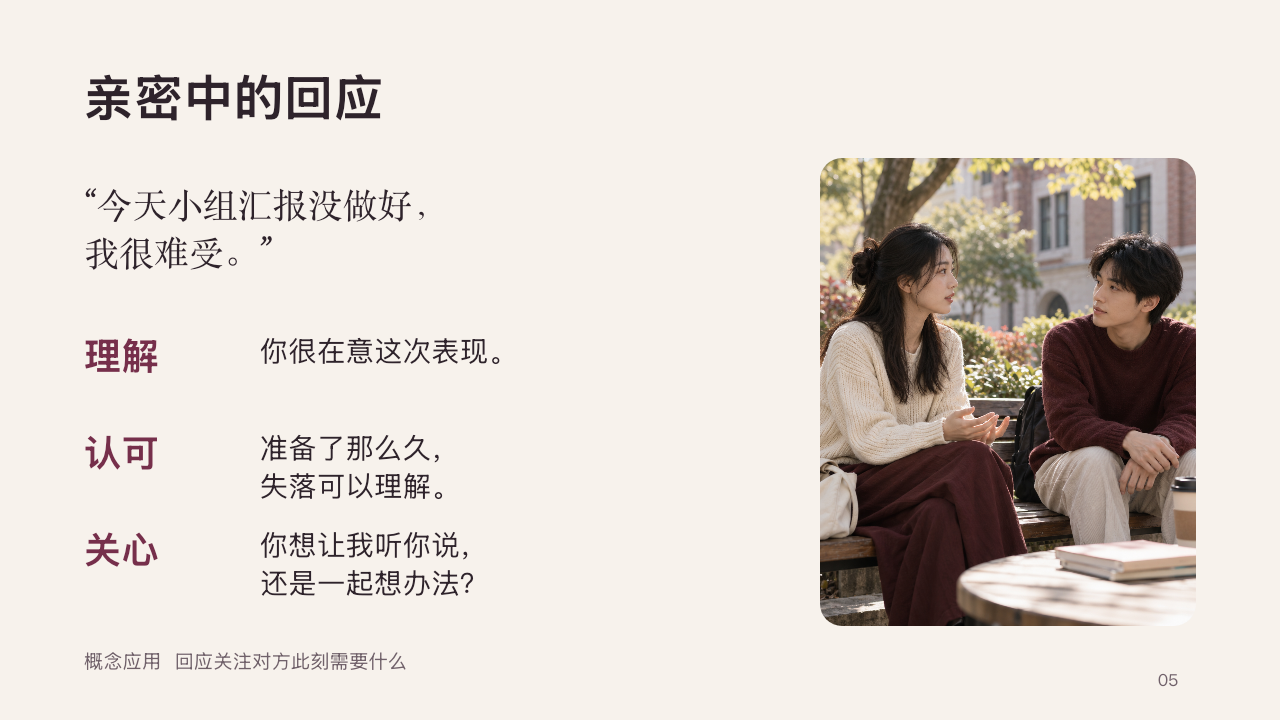 亲密中的回应
“今天小组汇报没做好，
我很难受。”
理解 你很在意这次表现。
认可 准备了那么久，
失落可以理解。
关心 你想让我听你说，
还是一起想办法？
概念应用 回应关注对方此刻需要什么
05